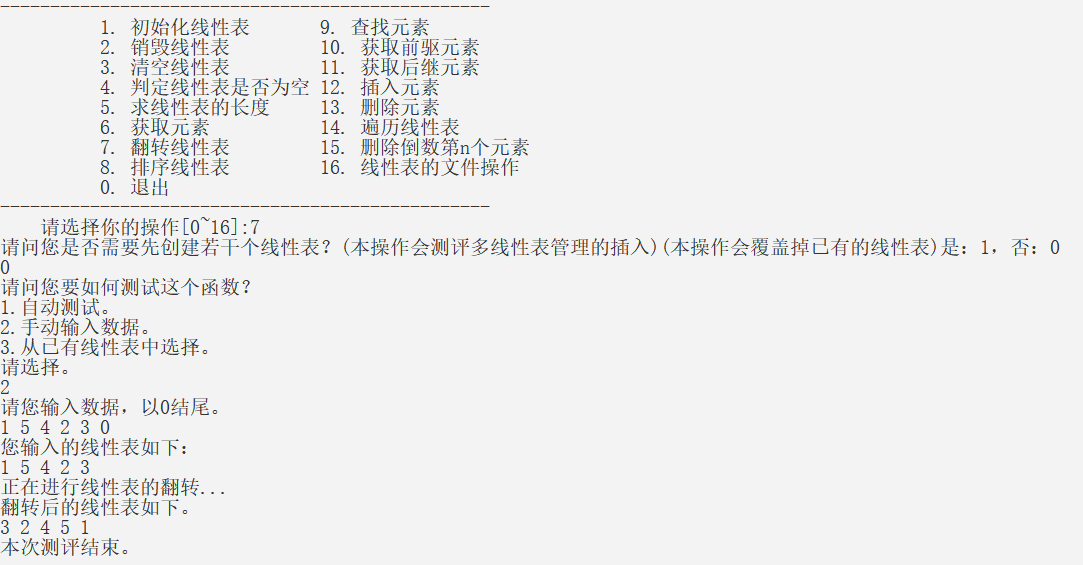 -------------------------------------------------
1. 初始化线性表 9. 查找元素
2. 销毁线性表 10. 获取前驱元素
3. 清空线性表 11. 获取后继元素
4. 判定线性表是否为空 12. 插入元素
5. 求线性表的长度 13. 删除元素
6. 获取元素 14. 遍历线性表
7. 翻转线性表 15. 删除倒数第n个元素
8. 排序线性表 16. 线性表的文件操作
0. 退出
-------------------------------------------------
请选择你的操作[0~16]:7
请问您是否需要先创建若干个线性表？(本操作会测评多线性表管理的插入)(本操作会覆盖掉已有的线性表)是：1，否：0
0
请问您要如何测试这个函数？
1.自动测试。
2.手动输入数据。
3.从已有线性表中选择。
请选择。
2
请您输入数据，以0结尾。
1 5 4 2 3 0
您输入的线性表如下：
1 5 4 2 3
正在进行线性表的翻转...
翻转后的线性表如下。
3 2 4 5 1
本次测评结束。